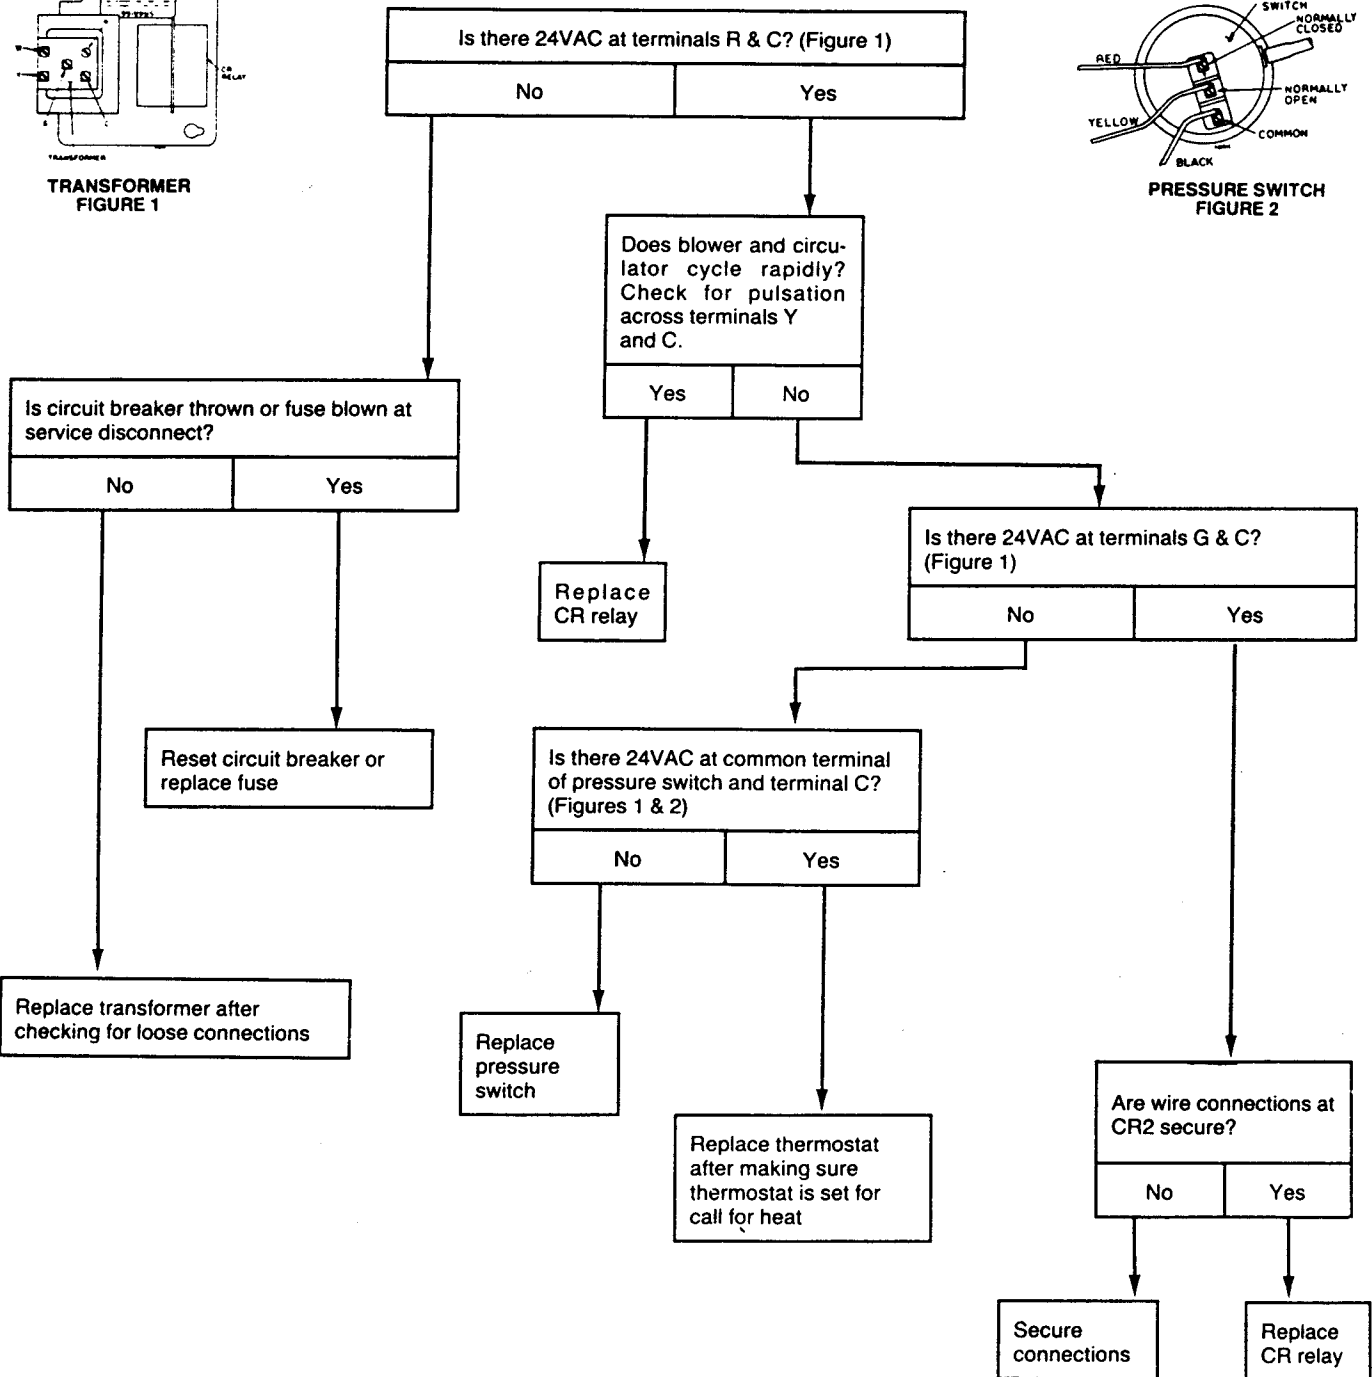 CR
RELAY
TRANSFORMER
TRANSFORMER
FIGURE 1
Is there 24VAC at terminals R & C? (Figure 1)
No
Yes
SWITCH
NORMALLY
CLOSED
RED
NORMALLY
OPEN
YELLOW
COMMON
BLACK
PRESSURE SWITCH
FIGURE 2
Does blower and circu-
lator cycle rapidly?
Check for pulsation
across terminals Y
and C.
Yes
No
Is circuit breaker thrown or fuse blown at
service disconnect?
No
Yes
Is there 24VAC at terminals G & C?
(Figure 1)
No
Yes
Replace
CR relay
Reset circuit breaker or
replace fuse
Is there 24VAC at common terminal
of pressure switch and terminal C?
(Figures 1 & 2)
No
Yes
Replace transformer after
checking for loose connections
Replace
pressure
switch
Replace thermostat
after making sure
thermostat is set for
call for heat
Are wire connections at
CR2 secure?
No
Yes
Secure
connections
Replace
CR relay